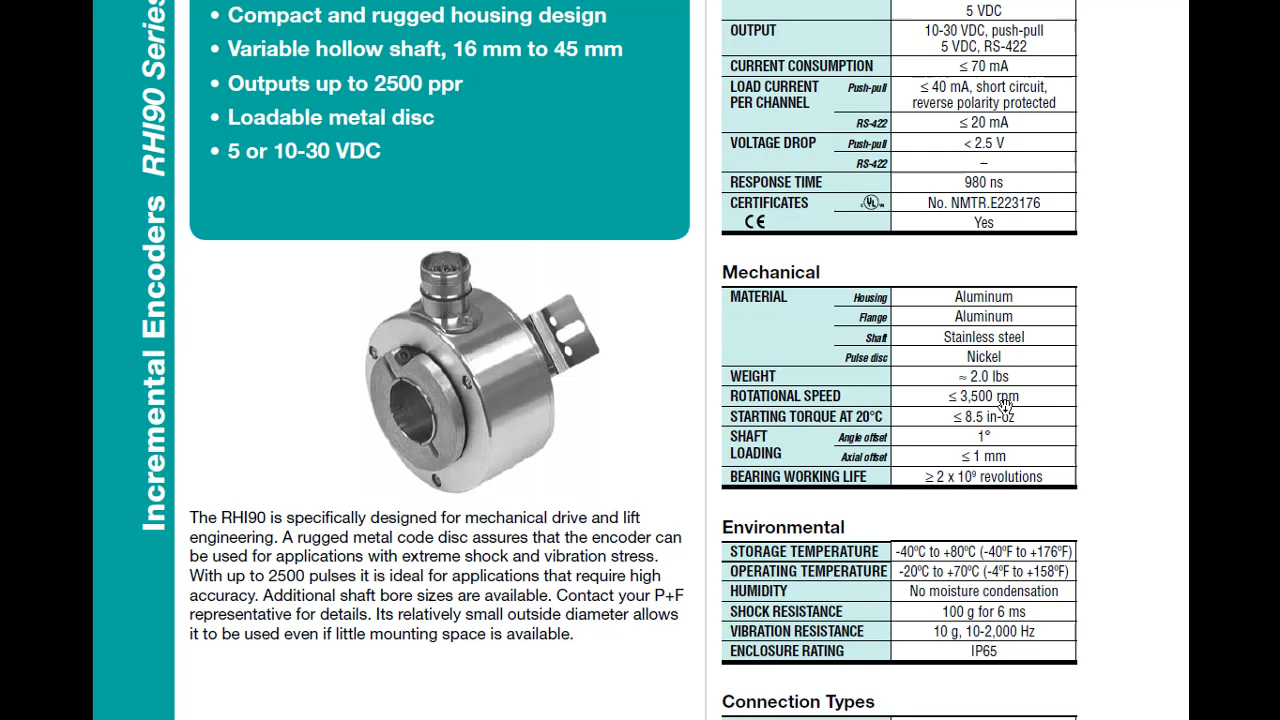 Incremental Encoders RHI90 Series
• Compact and rugged housing design
• Variable hollow shaft, 16 mm to 45 mm
• Outputs up to 2500 ppr
• Loadable metal disc
• 5 or 10-30 VDC
The RHI90 is specifically designed for mechanical drive and lift
engineering. A rugged metal code disc assures that the encoder can
be used for applications with extreme shock and vibration stress.
With up to 2500 pulses it is ideal for applications that require high
accuracy. Additional shaft bore sizes are available. Contact your P+F
representative for details. Its relatively small outside diameter allows
it to be used even if little mounting space is available.
5 VDC
OUTPUT 10-30 VDC, push-pull
5 VDC, RS-422
CURRENT CONSUMPTION ≤ 70 mA
LOAD CURRENT Push-pull ≤ 40 mA, short circuit,
PER CHANNEL reverse polarity protected
RS-422 ≤ 20 mA
VOLTAGE DROP Push-pull < 2.5 V
RS-422 –
RESPONSE TIME 980 ns
CERTIFICATES c UL us No. NMTR.E223176
CE Yes
Mechanical
MATERIAL Housing Aluminum
Flange Aluminum
Shaft Stainless steel
Pulse disc Nickel
WEIGHT ≈ 2.0 lbs
ROTATIONAL SPEED ≤ 3,500 rpm
STARTING TORQUE AT 20°C ≤ 8.5 in-oz
SHAFT Angle offset 1°
LOADING Axial offset ≤ 1 mm
BEARING WORKING LIFE ≥ 2 x 10⁹ revolutions
Environmental
STORAGE TEMPERATURE -40ºC to +80ºC (-40ºF to +176ºF)
OPERATING TEMPERATURE -20ºC to +70ºC (-4ºF to +158ºF)
HUMIDITY No moisture condensation
SHOCK RESISTANCE 100 g for 6 ms
VIBRATION RESISTANCE 10 g, 10-2,000 Hz
ENCLOSURE RATING IP65
Connection Types